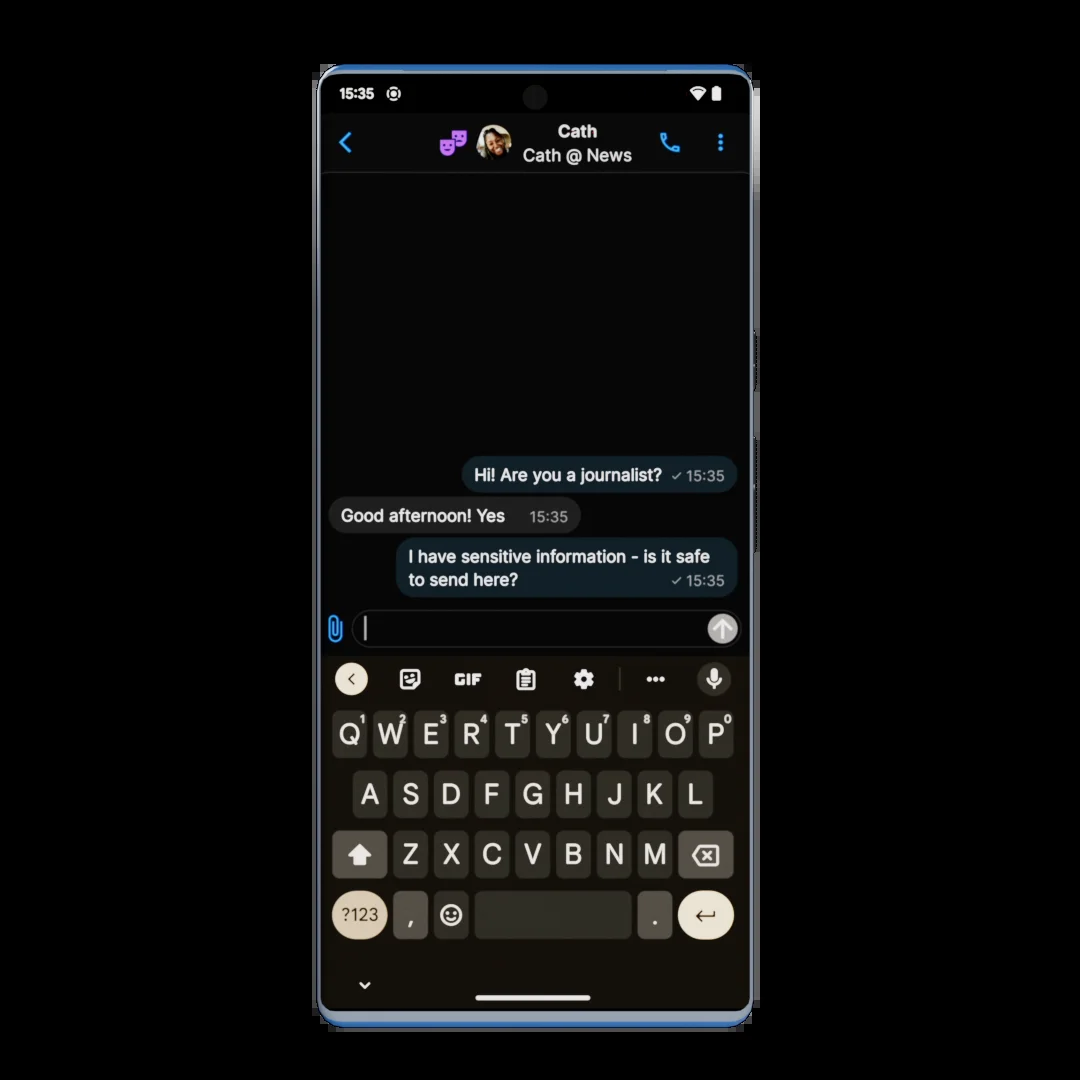 15:35
Cath
Cath @ News
Hi! Are you a journalist? ✓ 15:35
Good afternoon! Yes 15:35
I have sensitive information - is it safe
to send here? ✓ 15:35
GIF
Q1 W2 E3 R4 T5 Y6 U7 I8 O9 P0
A S D F G H J K L
Z X C V B N M
?123 , .